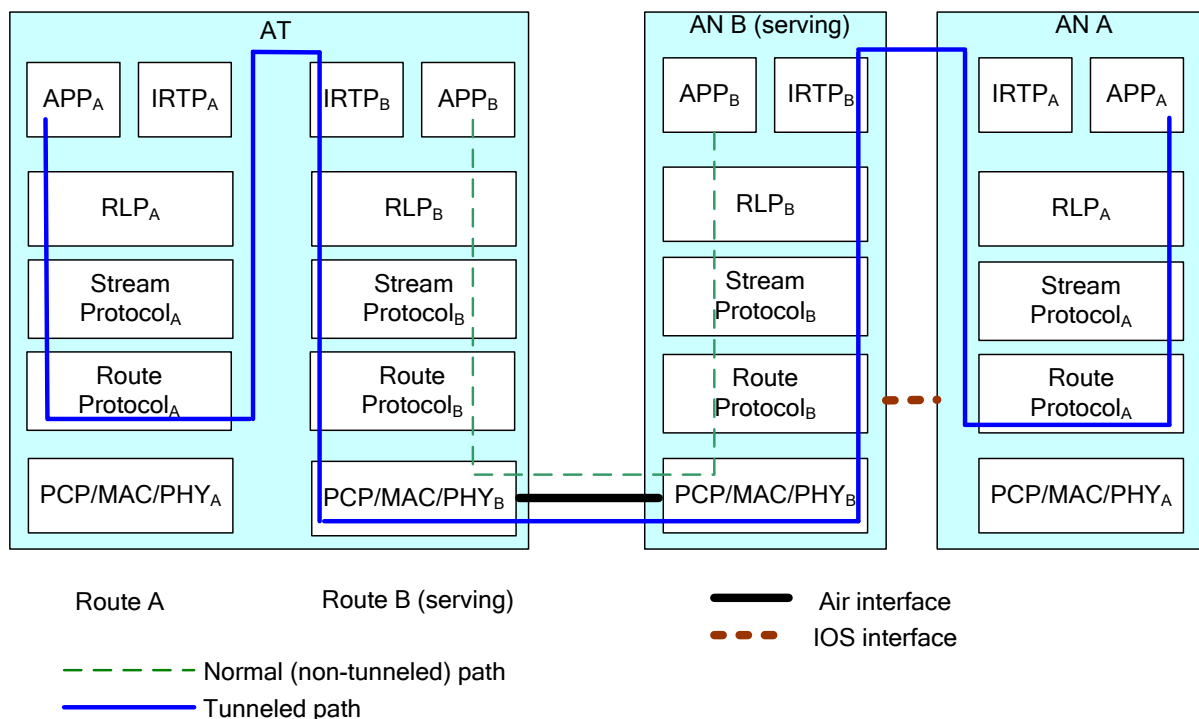 AT
AN B (serving)
AN A
APPA
IRTPA
IRTPB
APPB
APPB
IRTPB
IRTPA
APPA
RLPA
RLPB
RLPB
RLPA
Stream
ProtocolA
Stream
ProtocolB
Stream
ProtocolB
Stream
ProtocolA
Route
ProtocolA
Route
ProtocolB
Route
ProtocolB
Route
ProtocolA
PCP/MAC/PHYA
PCP/MAC/PHYB
PCP/MAC/PHYB
PCP/MAC/PHYA
Route A
Route B (serving)
Air interface
IOS interface
Normal (non-tunneled) path
Tunneled path